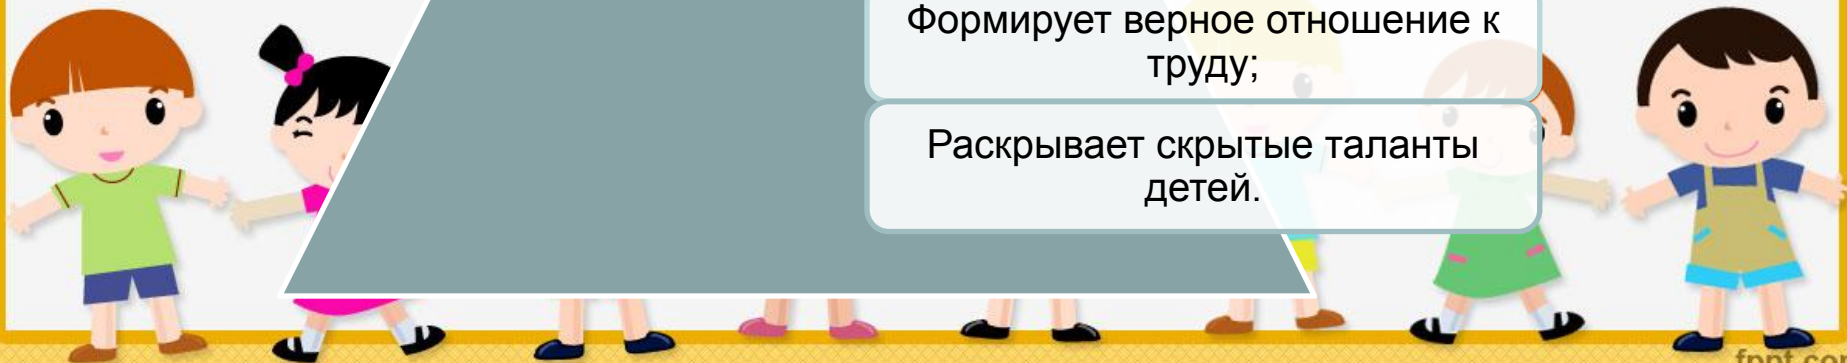 Формирует верное отношение к
труду;
Раскрывает скрытые таланты
детей.